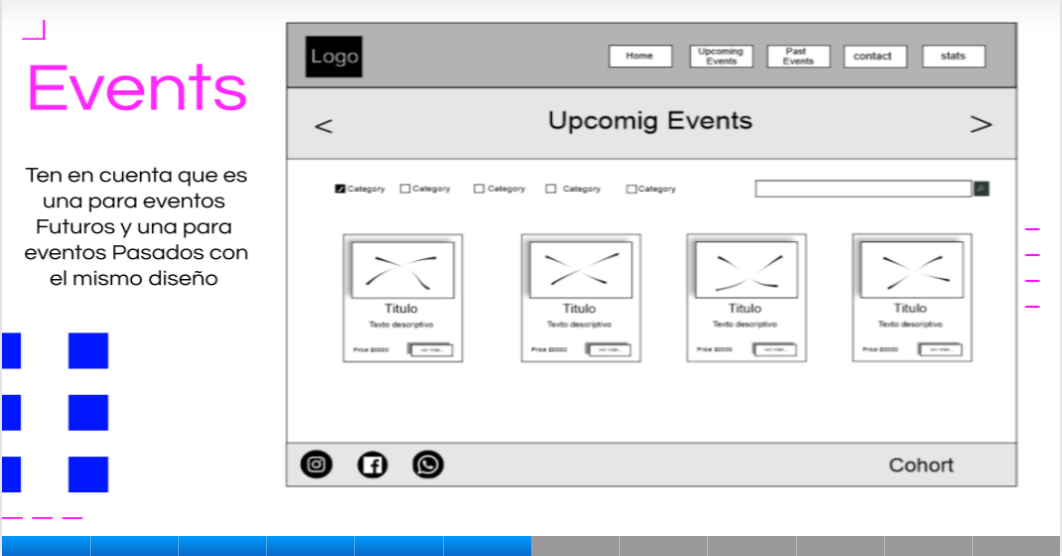 Events
Ten en cuenta que es
una para eventos
Futuros y una para
eventos Pasados con
el mismo diseño
Logo
Home
Upcoming
Events
Past
Events
contact
stats
<
Upcomig Events
>
Category
Category
Category
Category
Category
Titulo
Texto descriptivo
Price $0000
ver más...
Titulo
Texto descriptivo
Price $0000
ver más...
Titulo
Texto descriptivo
Price $0000
ver más...
Titulo
Texto descriptivo
Price $0000
ver más...
Cohort